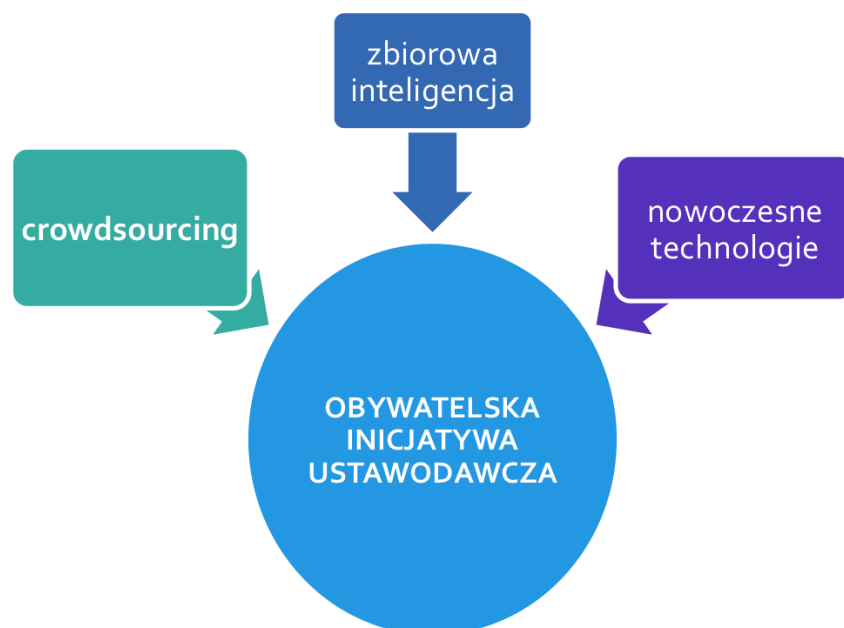 zbiorowa
inteligencja
crowdsourcing
nowoczesne
technologie
OBYWATELSKA
INICJATYWA
USTAWODAWCZA